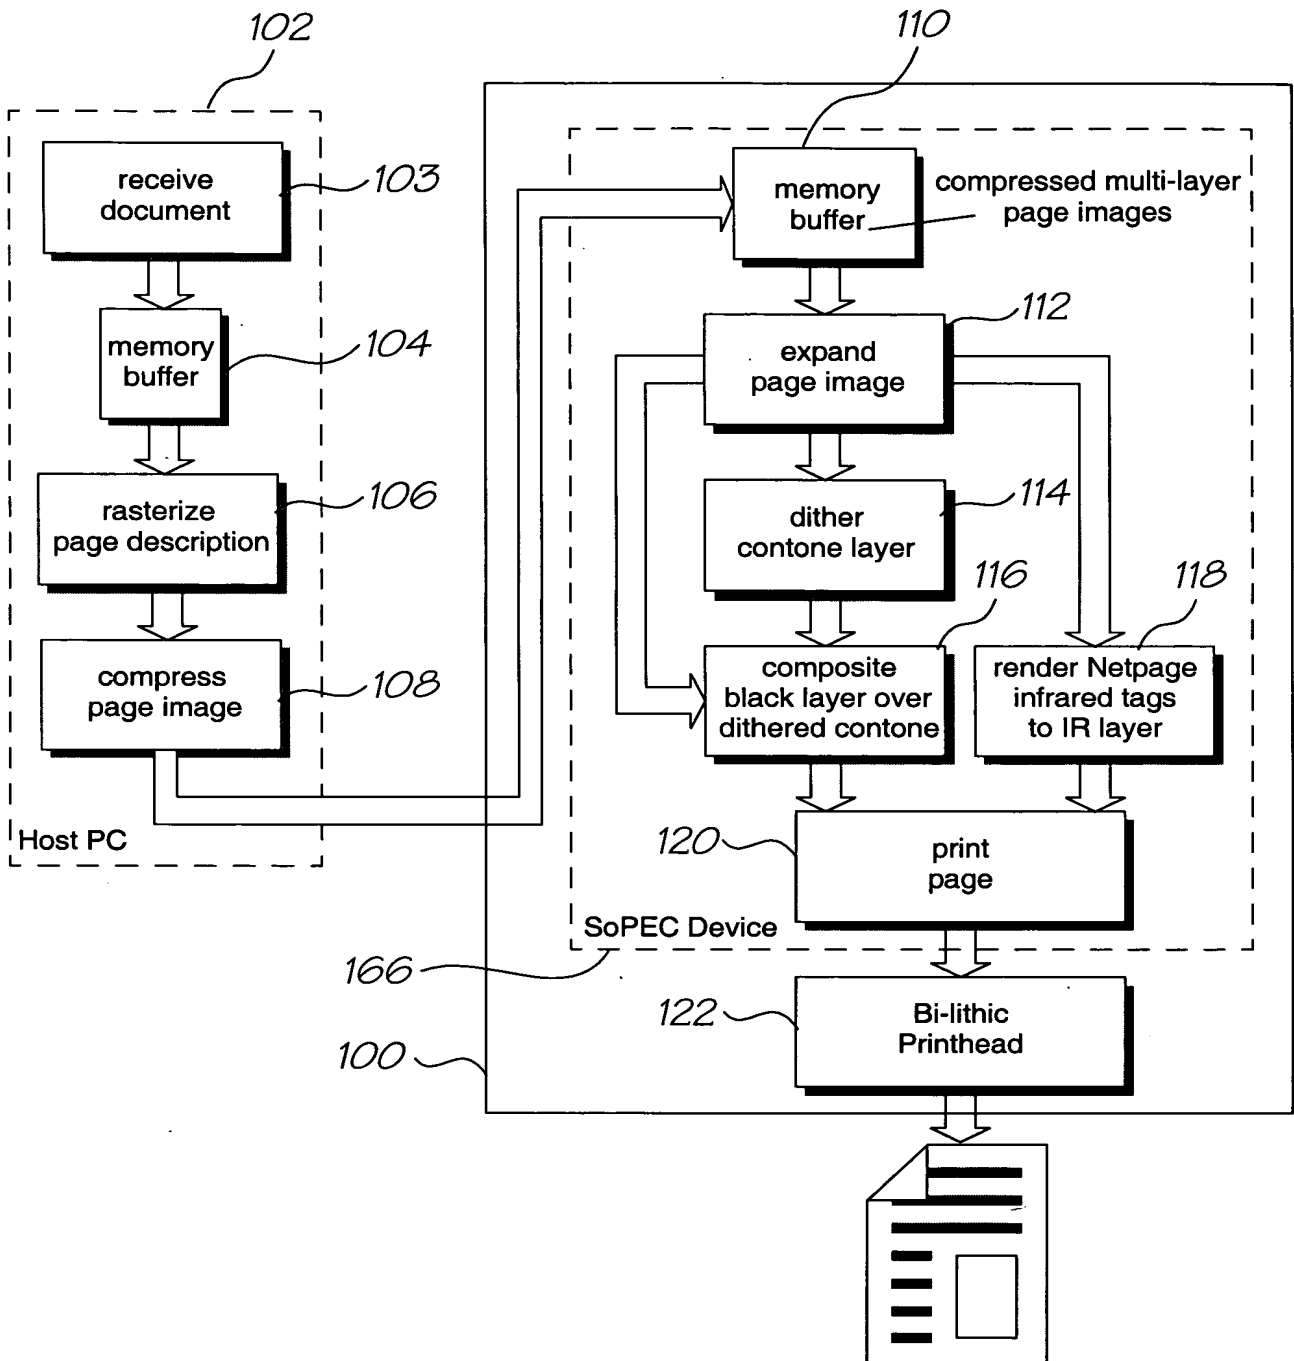 102
110
receive
document
103
memory
buffer
compressed multi-layer
page images
memory
buffer
104
expand
page image
112
rasterize
page description
106
dither
contone layer
114
compress
page image
108
composite
black layer over
dithered contone
116
render Netpage
infrared tags
to IR layer
118
Host PC
print
page
120
SoPEC Device
166
Bi-lithic
Printhead
122
100